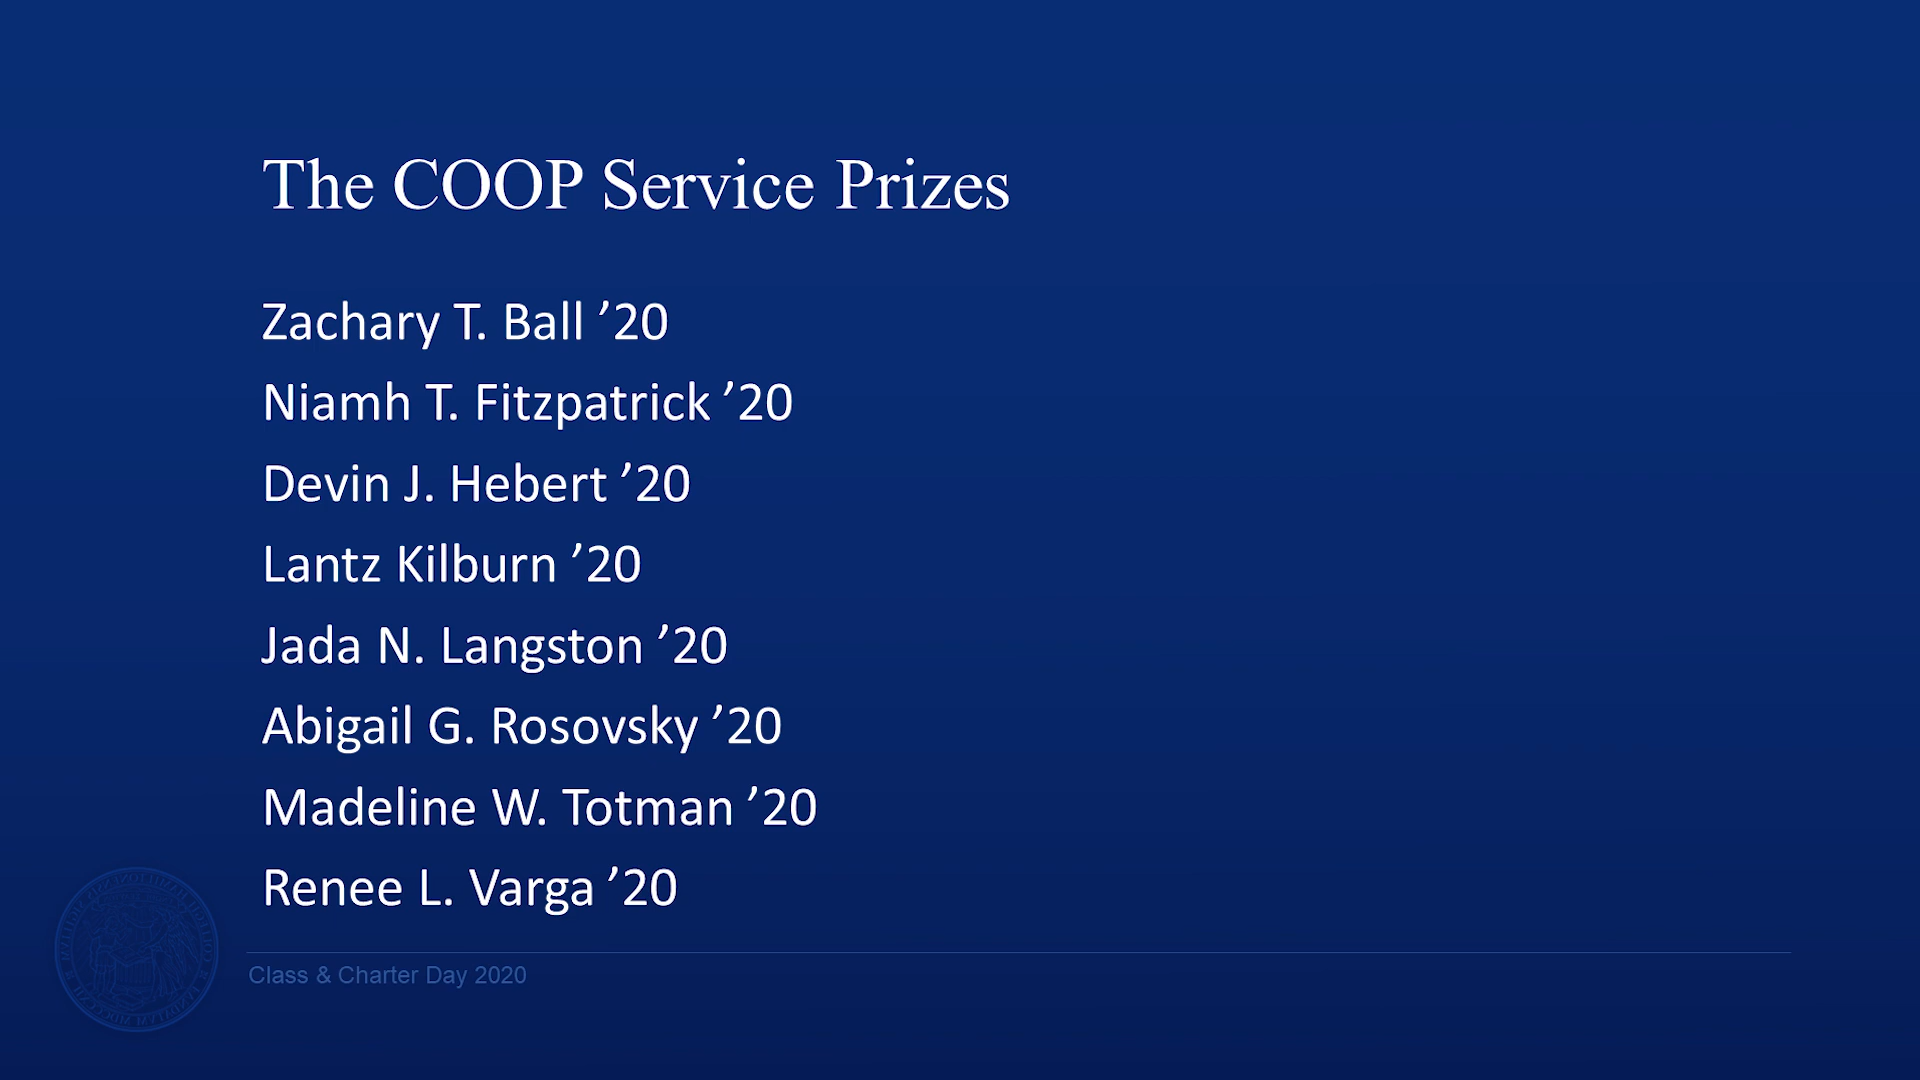 The COOP Service Prizes
Zachary T. Ball ’20
Niamh T. Fitzpatrick ’20
Devin J. Hebert ’20
Lantz Kilburn ’20
Jada N. Langston ’20
Abigail G. Rosovsky ’20
Madeline W. Totman ’20
Renee L. Varga ’20
Class & Charter Day 2020